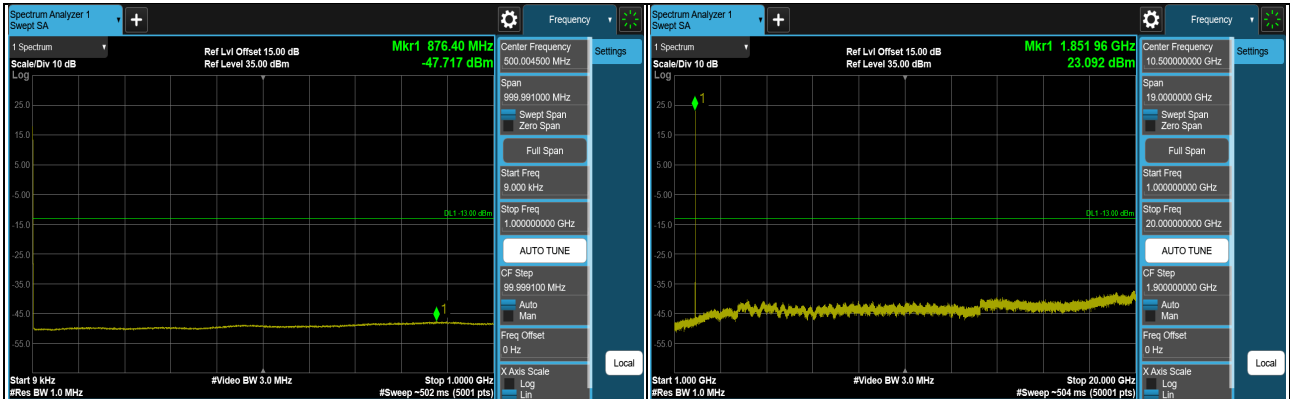 Spectrum Analyzer 1
Swept SA
+
Frequency
1 Spectrum
Scale/Div 10 dB
Log
Ref Lvl Offset 15.00 dB
Ref Level 35.00 dBm
Mkr1 876.40 MHz
-47.717 dBm
25.0
15.0
5.00
-5.00
-15.0
-25.0
-35.0
-45.0
-55.0
DL1 -13.00 dBm
1
Start 9 kHz
#Res BW 1.0 MHz
#Video BW 3.0 MHz
Stop 1.0000 GHz
#Sweep ~502 ms (5001 pts)
Center Frequency
500.004500 MHz
Span
999.991000 MHz
Swept Span
Zero Span
Full Span
Start Freq
9.000 kHz
Stop Freq
1.000000000 GHz
AUTO TUNE
CF Step
99.999100 MHz
Auto
Man
Freq Offset
0 Hz
X Axis Scale
Log
Lin
Settings
Local
Spectrum Analyzer 1
Swept SA
+
Frequency
1 Spectrum
Scale/Div 10 dB
Log
Ref Lvl Offset 15.00 dB
Ref Level 35.00 dBm
Mkr1 1.851 96 GHz
23.092 dBm
25.0
15.0
5.00
-5.00
-15.0
-25.0
-35.0
-45.0
-55.0
DL1 -13.00 dBm
1
Start 1.000 GHz
#Res BW 1.0 MHz
#Video BW 3.0 MHz
Stop 20.000 GHz
#Sweep ~504 ms (50001 pts)
Center Frequency
10.500000000 GHz
Span
19.0000000 GHz
Swept Span
Zero Span
Full Span
Start Freq
1.000000000 GHz
Stop Freq
20.000000000 GHz
AUTO TUNE
CF Step
1.900000000 GHz
Auto
Man
Freq Offset
0 Hz
X Axis Scale
Log
Lin
Settings
Local